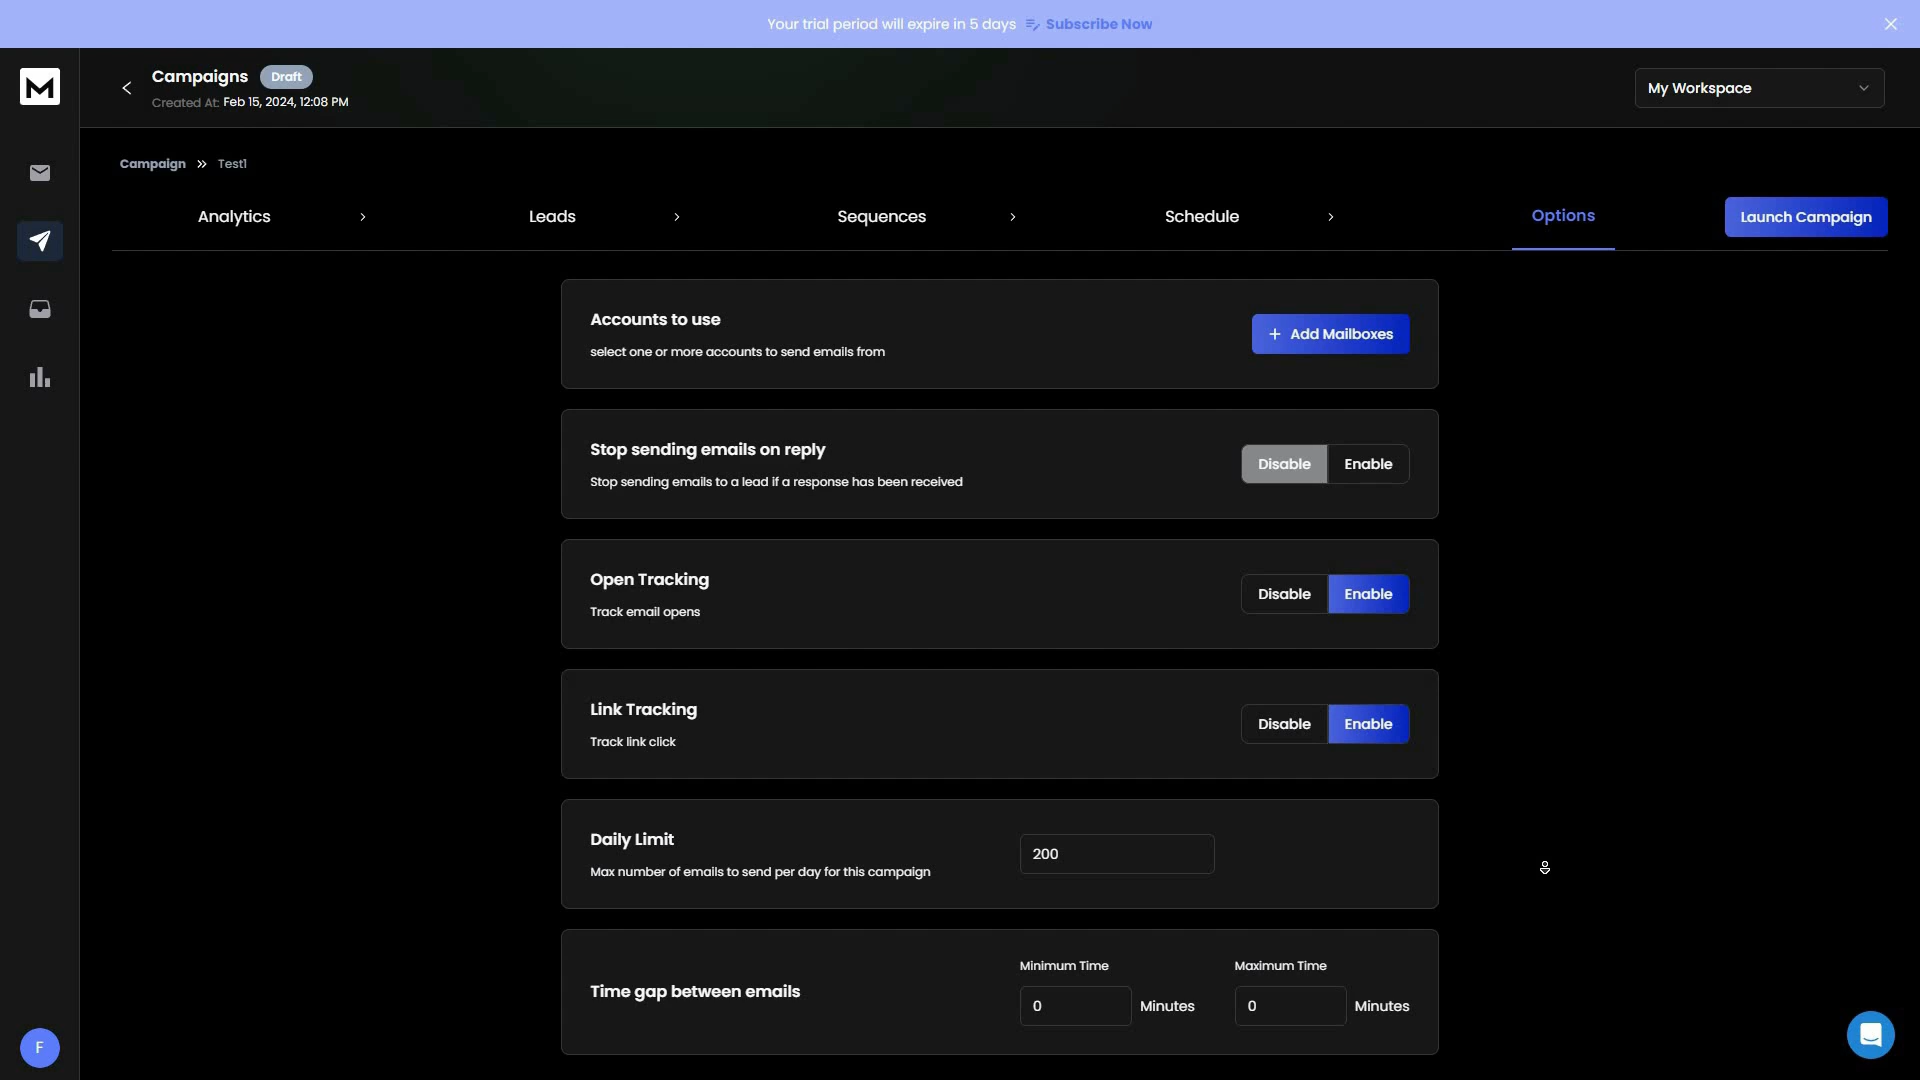 Your trial period will expire in 5 days Subscribe Now
M
Campaigns Draft
Created At: Feb 15, 2024, 12:08 PM
My Workspace
Campaign Test1
Analytics Leads Sequences Schedule Options Launch Campaign
Accounts to use
select one or more accounts to send emails from
+ Add Mailboxes
Stop sending emails on reply
Stop sending emails to a lead if a response has been received
Disable Enable
Open Tracking
Track email opens
Disable Enable
Link Tracking
Track link click
Disable Enable
Daily Limit
Max number of emails to send per day for this campaign
200
Time gap between emails
Minimum Time
0 Minutes
Maximum Time
0 Minutes
F